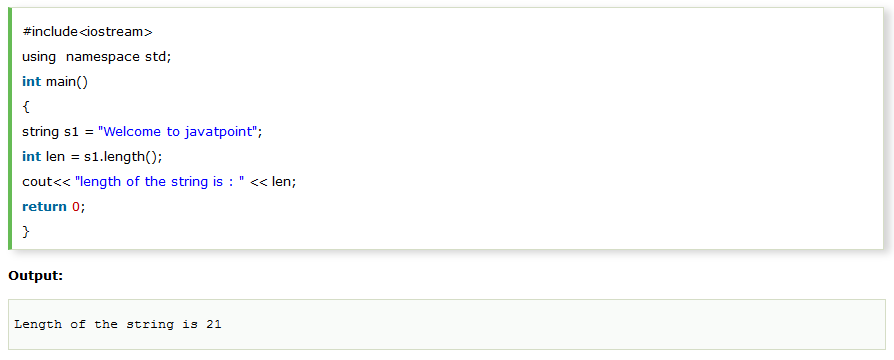 #include<iostream>
using  namespace std;
int main()
{
string s1 = "Welcome to javatpoint";
int len = s1.length();
cout<< "length of the string is : " << len;
return 0;
}
Output:
Length of the string is 21